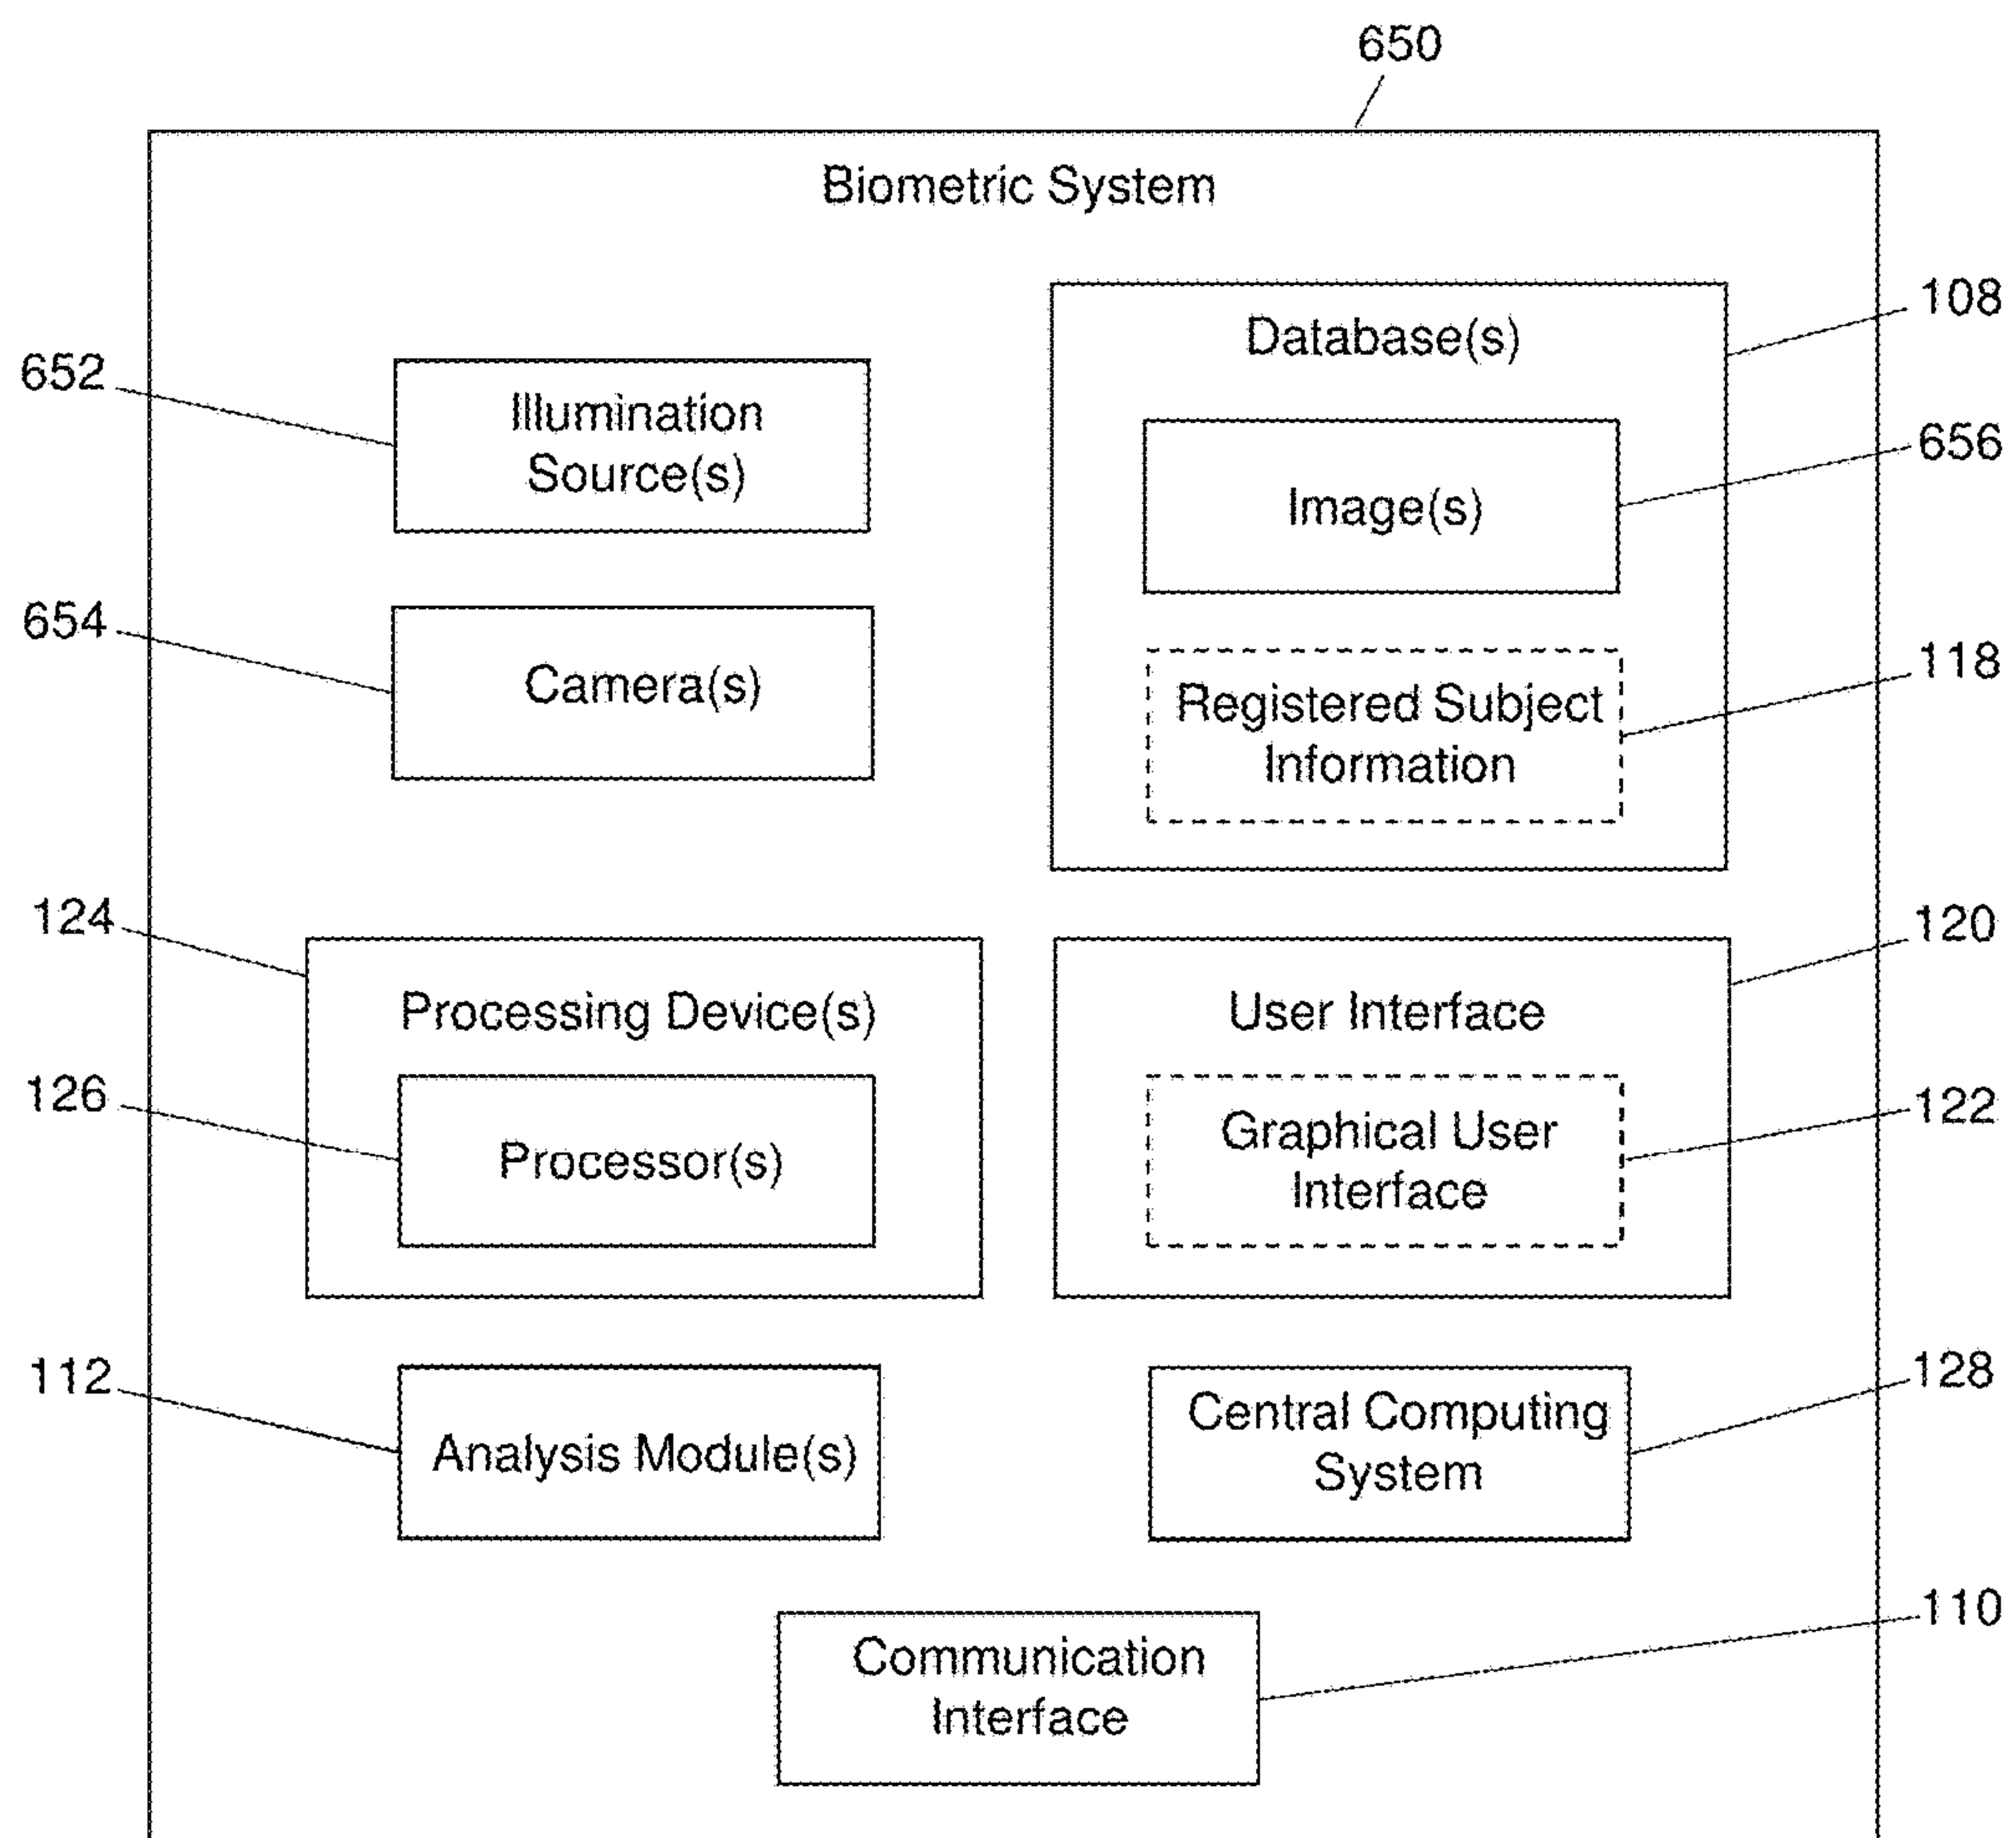 650
Biometric System
108
Database(s)
652
Illumination
Source(s)
656
Image(s)
654
Camera(s)
118
Registered Subject
Information
124
Processing Device(s)
120
User Interface
126
Processor(s)
122
Graphical User
Interface
112
Analysis Module(s)
128
Central Computing
System
110
Communication
Interface